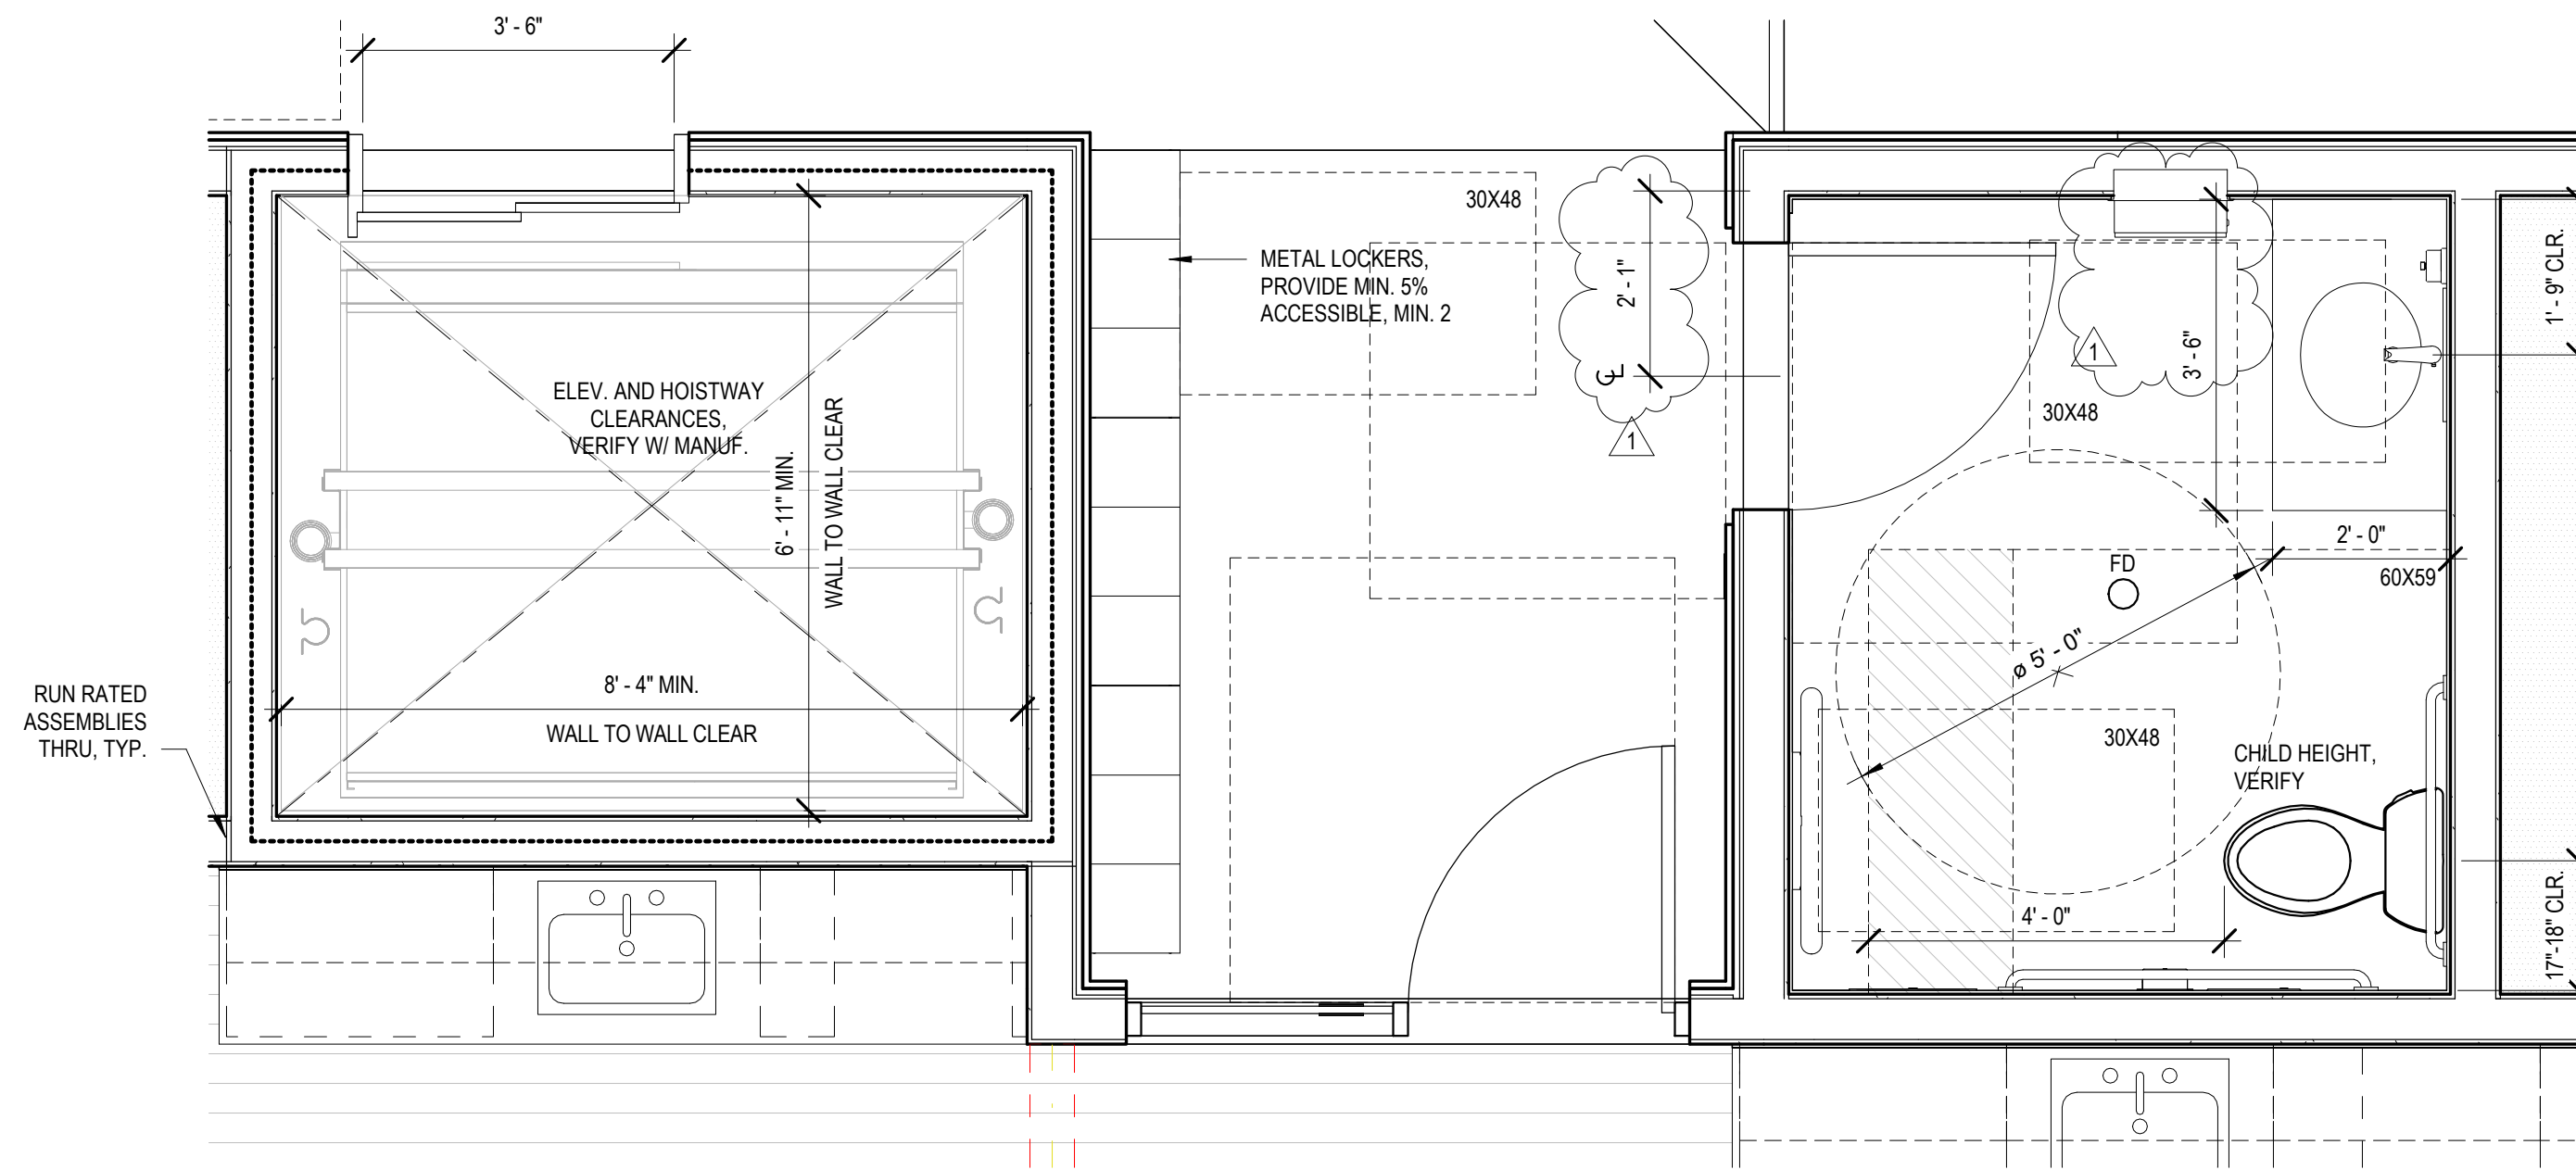 3' - 6"
30X48
METAL LOCKERS,
PROVIDE MIN. 5%
ACCESSIBLE, MIN. 2
2' - 1"
CL
1
ELEV. AND HOISTWAY
CLEARANCES,
VERIFY W/ MANUF.
6' - 11" MIN.
WALL TO WALL CLEAR
8' - 4" MIN.
WALL TO WALL CLEAR
RUN RATED
ASSEMBLIES
THRU, TYP.
1
3' - 6"
30X48
1' - 9" CLR.
2' - 0"
60X59
FD
ø 5' - 0"
30X48
CHILD HEIGHT,
VERIFY
4' - 0"
17"-18" CLR.